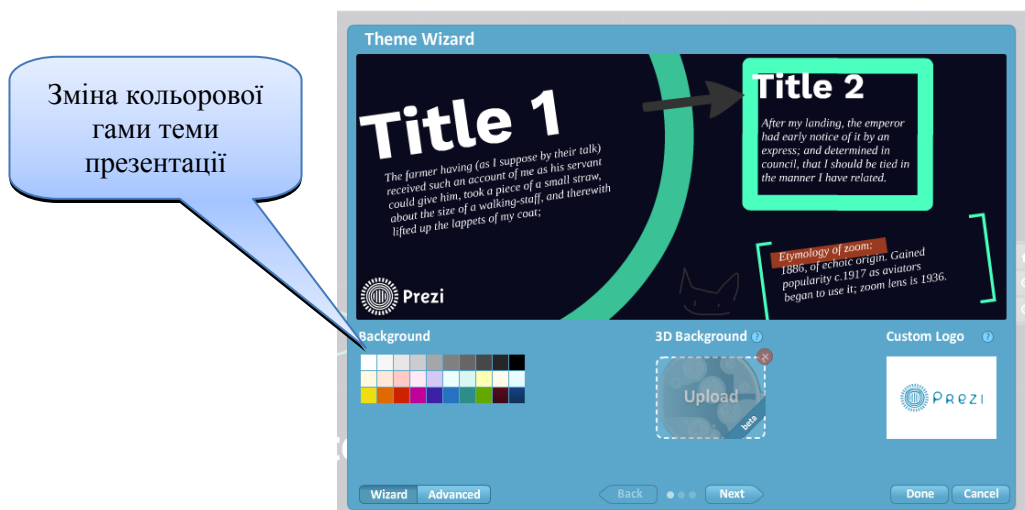 Зміна кольорової
гами теми
презентації
Theme Wizard
Title 1
The farmer having (as I suppose by their talk)
received such an account of me as his servant
could give him, took a piece of a small straw,
about the size of a walking-staff, and therewith
lifted up the lappets of my coat;
Title 2
After my landing, the emperor
had early notice of it by an
express; and determined in
council, that I should be tied in
the manner I have related.
Etymology of zoom:
1886, of echoic origin. Gained
popularity c.1917 as aviators
began to use it; zoom lens is 1936.
Prezi
Background
3D Background ?
Custom Logo ?
Upload
beta
PREZI
Wizard Advanced
Back Next
Done Cancel